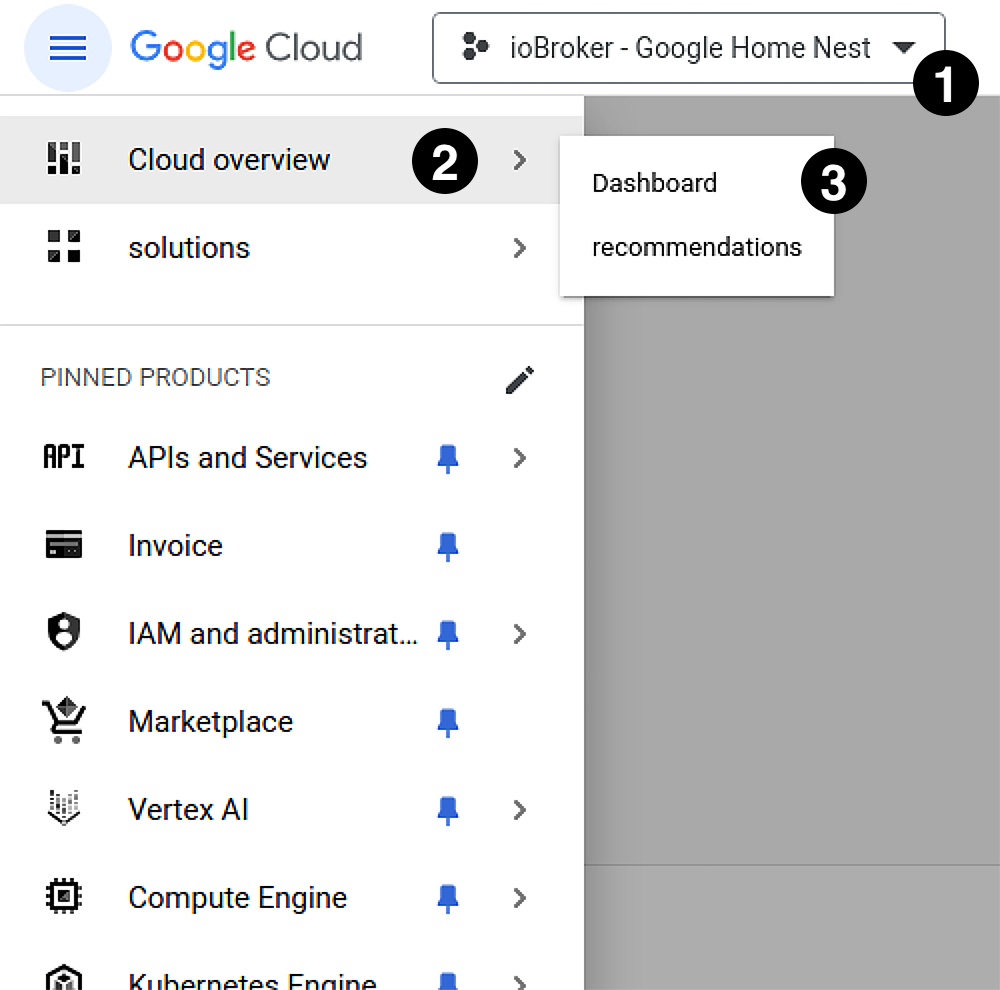 Google Cloud
ioBroker - Google Home Nest
1
Cloud overview
2
Dashboard
3
solutions
recommendations
PINNED PRODUCTS
API
APIs and Services
Invoice
IAM and administrat...
Marketplace
Vertex AI
Compute Engine
Kubernetes Engine